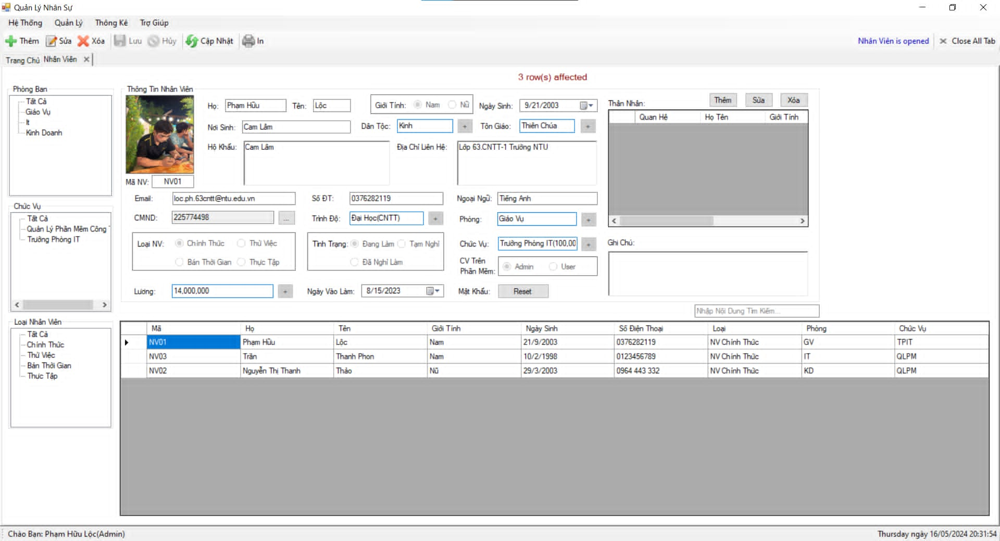 Quản Lý Nhân Sự
Hệ Thống Quản Lý Thông Kê Trợ Giúp
Thêm Sửa Xóa Lưu Hủy Cập Nhật In Nhân Viên is opened Close All Tab
Trang Chủ Nhân Viên
3 row(s) affected
Phòng Ban
Tất Cả
Giáo Vụ
It
Kinh Doanh
Chức Vụ
Tất Cả
Quản Lý Phần Mềm Công
Trưởng Phòng IT
Loại Nhân Viên
Tất Cả
Chính Thức
Thử Việc
Bán Thời Gian
Thực Tập
Thông Tin Nhân Viên
Họ: Phạm Hữu Tên: Lộc Giới Tính: Nam Nữ Ngày Sinh: 9/21/2003
Nơi Sinh: Cam Lâm Dân Tộc: Kinh + Tôn Giáo: Thiên Chúa +
Hộ Khẩu: Cam Lâm Địa Chỉ Liên Hệ: Lớp 63.CNTT-1 Trường NTU
Mã NV: NV01
Email: loc.ph.63cntt@ntu.edu.vn Số ĐT: 0376282119 Ngoại Ngữ: Tiếng Anh
CMND: 225774498 ... Trình Độ: Đại Học(CNTT) + Phòng: Giáo Vụ +
Loại NV: Chính Thức Thử Việc Tình Trạng: Đang Làm Tạm Nghỉ Chức Vụ: Trưởng Phòng IT(100,00 +
Bán Thời Gian Thực Tập Đã Nghỉ Làm CV Trên Phần Mềm: Admin User
Lương: 14,000,000 + Ngày Vào Làm: 8/15/2023 Mật Khẩu: Reset
Thân Nhân: Thêm Sửa Xóa
Quan Hệ Họ Tên Giới Tính
Ghi Chú:
Nhập Nội Dung Tìm Kiếm...
Mã Họ Tên Giới Tính Ngày Sinh Số Điện Thoại Loại Phòng Chức Vụ
NV01 Phạm Hữu Lộc Nam 21/9/2003 0376282119 NV Chính Thức GV TPIT
NV03 Trần Thanh Phon Nam 10/2/1998 0123456789 NV Chính Thức IT QLPM
NV02 Nguyễn Thị Thanh Thảo Nữ 29/3/2003 0964 443 332 NV Chính Thức KD QLPM
Chào Bạn: Phạm Hữu Lộc(Admin) Thursday ngày 16/05/2024 20:31:54